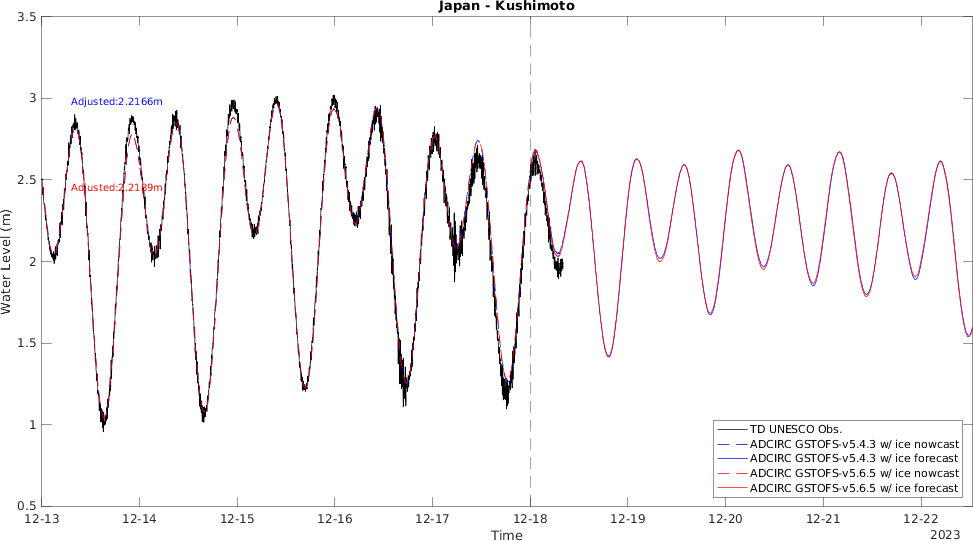 Japan - Kushimoto
3.5
3
2.5
2
1.5
1
0.5
Water Level (m)
Adjusted:2.2166m
Adjusted:2.2189m
TD UNESCO Obs.
ADCIRC GSTOFS-v5.4.3 w/ ice nowcast
ADCIRC GSTOFS-v5.4.3 w/ ice forecast
ADCIRC GSTOFS-v5.6.5 w/ ice nowcast
ADCIRC GSTOFS-v5.6.5 w/ ice forecast
12-13 12-14 12-15 12-16 12-17 12-18 12-19 12-20 12-21 12-22
Time
2023